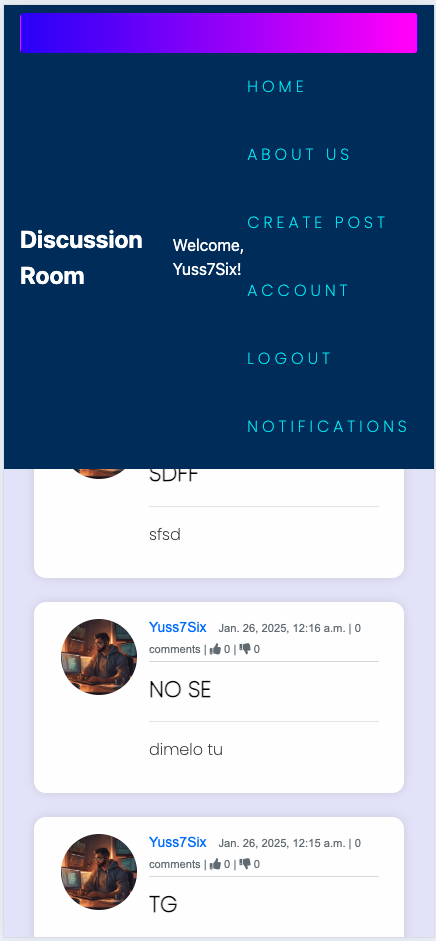 HOME
ABOUT US
CREATE POST
ACCOUNT
LOGOUT
NOTIFICATIONS
Discussion
Room
Welcome,
Yuss7Six!
SDFF
sfsd
Yuss7Six Jan. 26, 2025, 12:16 a.m. | 0
comments | 0 | 0
NO SE
dimelo tu
Yuss7Six Jan. 26, 2025, 12:15 a.m. | 0
comments | 0 | 0
TG